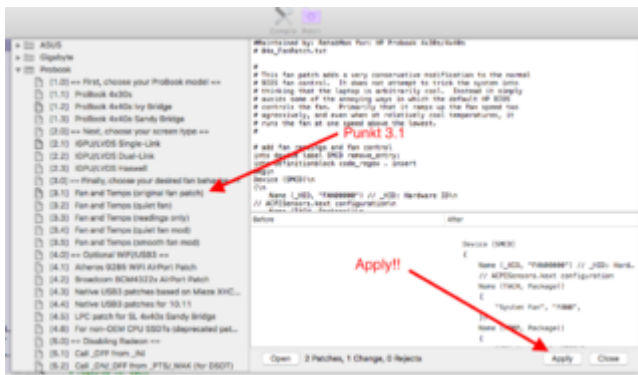 Compile Patch
ASUS
Gigabyte
Probook
[1.0] == First, choose your ProBook model ==
[1.1] ProBook 4x30s
[1.2] ProBook 4x40s Ivy Bridge
[1.3] ProBook 4x40s Sandy Bridge
[2.0] == Next, choose your screen type ==
[2.1] IGPU/LVDS Single-Link
[2.2] IGPU/LVDS Dual-Link
[2.3] IGPU/LVDS Haswell
[3.0] == Finally, choose your desired fan behavio...
[3.1] Fan and Temps (original fan patch)
[3.2] Fan and Temps (quiet fan)
[3.3] Fan and Temps (readings only)
[3.4] Fan and Temps (quiet fan mod)
[3.5] Fan and Temps (smooth fan mod)
[4.0] == Optional WiFi/USB3 ==
[4.1] Atheros 9285 WiFi AirPort Patch
[4.2] Broadcom BCM4322x AirPort Patch
[4.3] Native USB3 patches based on Mieze XHC...
[4.4] Native USB3 patches for 10.11
[4.5] LPC patch for SL 4x40s Sandy Bridge
[4.8] For non-OEM CPU SSDTs (deprecated pat...
[5.0] == Disabling Radeon ==
[5.1] Call _OFF from _INI
[5.2] Call _ON/_OFF from _PTS/_WAK (for DSDT)
#Maintained by: RehabMan for: HP Probook 4x30s/4x40s
# 04a_FanPatch.txt
#
# This fan patch adds a very conservative modification to the normal
# BIOS fan control. It does not attempt to trick the system into
# thinking that the laptop is arbitrarily cool. Instead it simply
# avoids some of the annoying ways in which the default HP BIOS
# controls the fan. Primarily that it ramps up the fan speed too
# agressively, and even when at relatively cool temperatures, it
# runs the fan at one speed above the lowest.
#
Punkt 3.1
# add fan readings and fan control
into device label SMCD remove_entry;
into definitionblock code_regex . insert
begin
Device (SMCD)\n
{\n
Name (_HID, "FAN00000") // _HID: Hardware ID\n
// ACPISensors.kext configuration\n
Before
After
Device (SMCD)
{
Name (_HID, "FAN00000") // _HID: Hard...
// ACPISensors.kext configuration
Name (TACH, Package()
{
"System Fan", "FAN0",
Apply!!
Open
2 Patches, 1 Change, 0 Rejects
Apply
Close